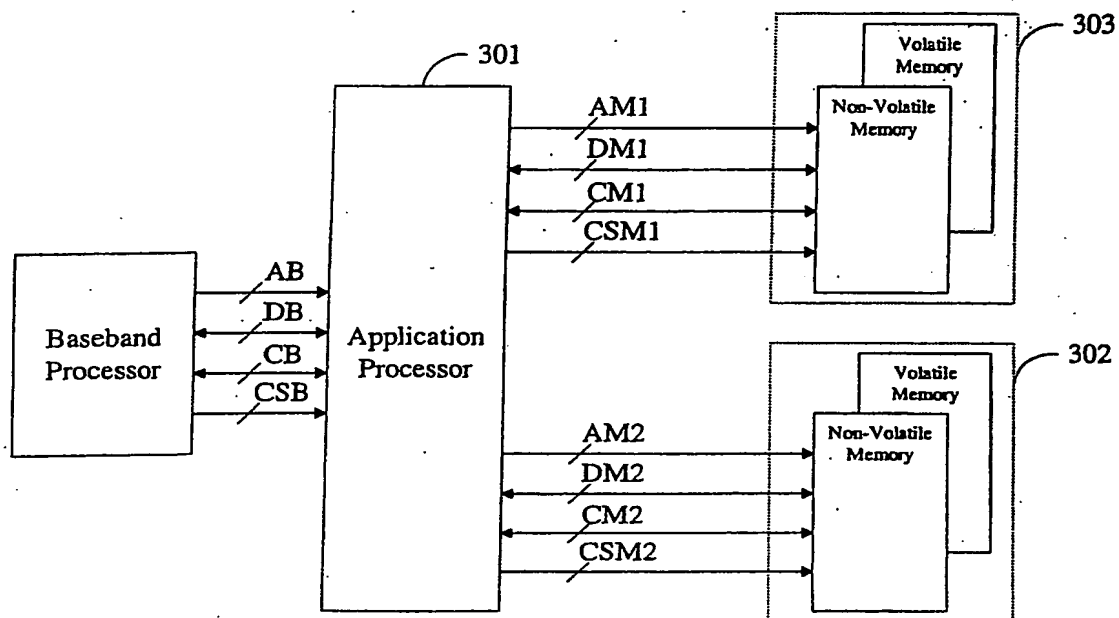 303
Volatile
Memory
Non-Volatile
Memory
301
AM1
DM1
CM1
CSM1
Baseband
Processor
AB
DB
CB
CSB
Application
Processor
302
Volatile
Memory
Non-Volatile
Memory
AM2
DM2
CM2
CSM2